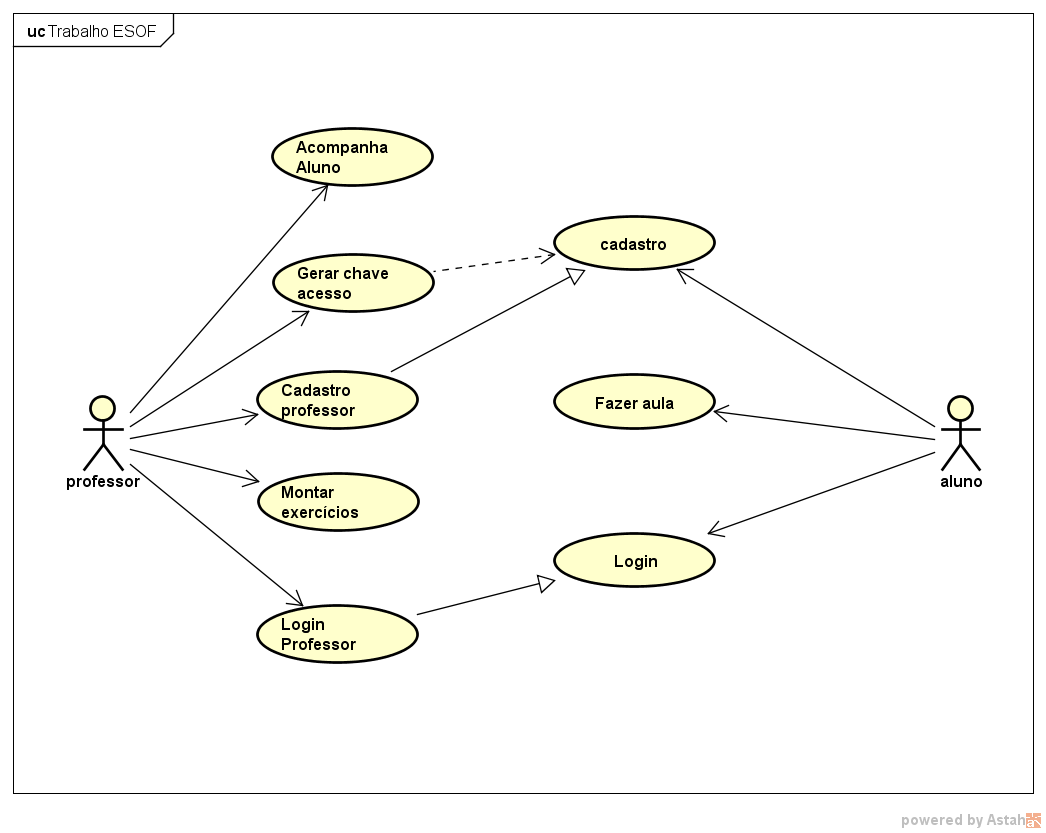 uc Trabalho ESOF
Acompanha
Aluno
cadastro
Gerar chave
acesso
Cadastro
professor
Fazer aula
professor
aluno
Montar
exercícios
Login
Login
Professor
powered by Astah